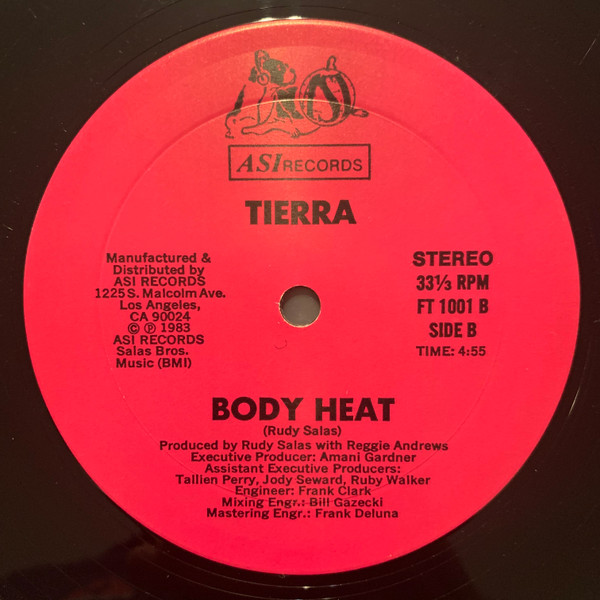 ASI RECORDS
TIERRA
Manufactured &
Distributed by
ASI RECORDS
1225 S. Malcolm Ave.
Los Angeles,
CA 90024
© ℗ 1983
ASI RECORDS
Salas Bros.
Music (BMI)
STEREO
33⅓ RPM
FT 1001 B
SIDE B
TIME: 4:55
BODY HEAT
(Rudy Salas)
Produced by Rudy Salas with Reggie Andrews
Executive Producer: Amani Gardner
Assistant Executive Producers:
Tallien Perry, Jody Seward, Ruby Walker
Engineer: Frank Clark
Mixing Engr.: Bill Gazecki
Mastering Engr.: Frank Deluna